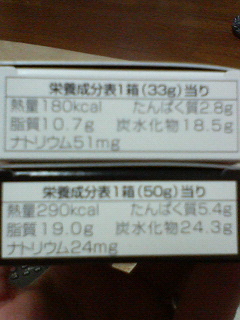 栄養成分表1箱(33g)当り
熱量180kcal たんぱく質2.8g
脂質10.7g 炭水化物18.5g
ナトリウム51mg
栄養成分表1箱(50g)当り
熱量290kcal たんぱく質5.4g
脂質19.0g 炭水化物24.3g
ナトリウム24mg